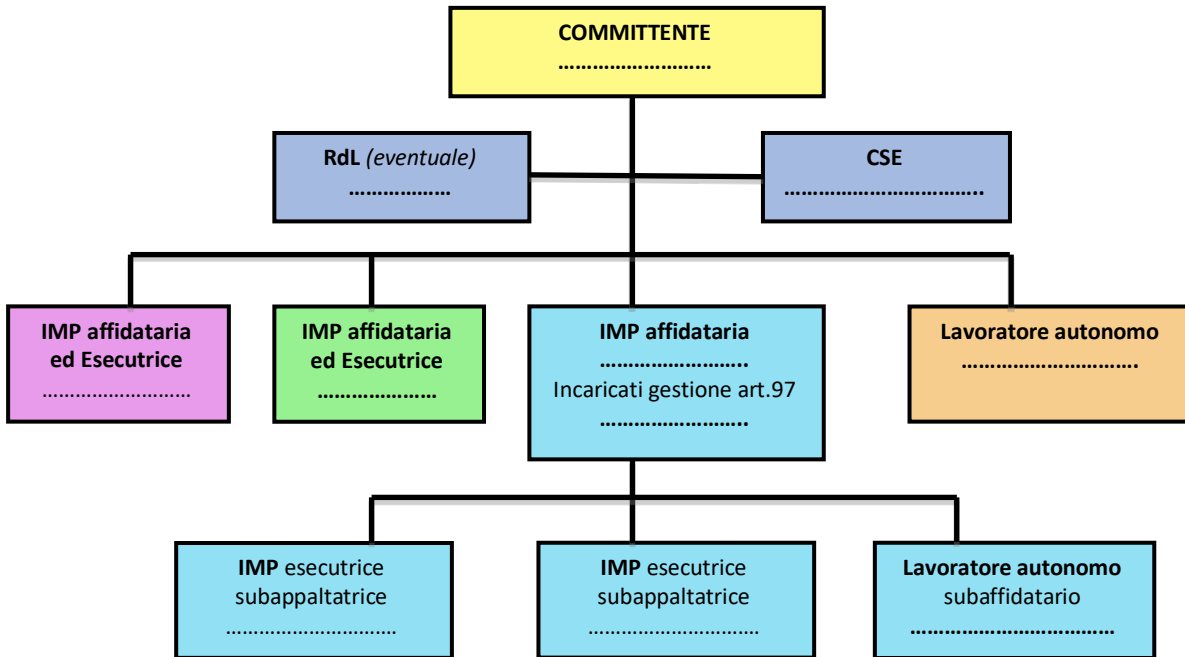 COMMITTENTE
………………………
RdL (eventuale)
………………
CSE
……………………………..
IMP affidataria
ed Esecutrice
………………………
IMP affidataria
ed Esecutrice
…………………
IMP affidataria
……………………..
Incaricati gestione art.97
……………………..
Lavoratore autonomo
………………………….
IMP esecutrice
subappaltatrice
………………………….
IMP esecutrice
subappaltatrice
………………………….
Lavoratore autonomo
subaffidatario
………………………………